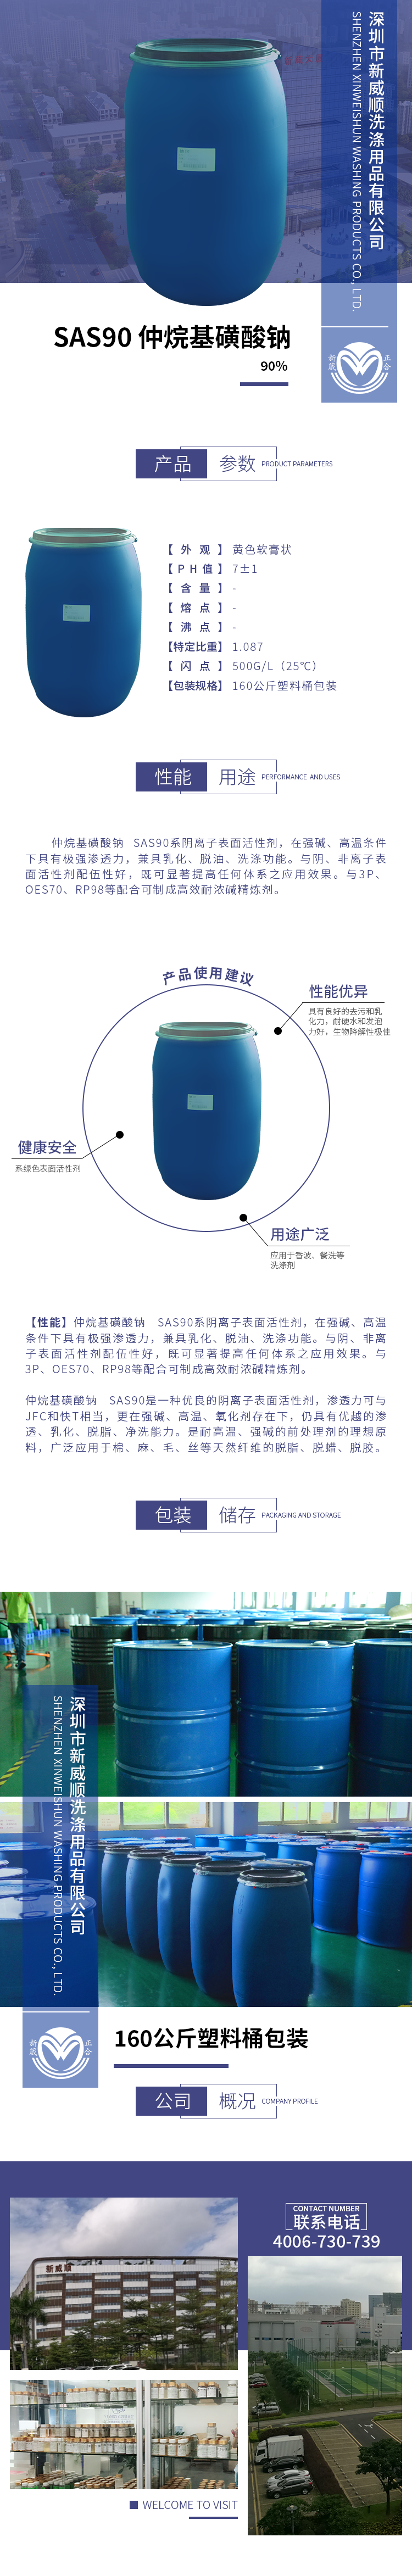 深圳市新威顺洗涤用品有限公司
SHENZHEN XINWEISHUN WASHING PRODUCTS CO., LTD.
新威
正合
SAS90 仲烷基磺酸钠
90%
产品 参数 PRODUCT PARAMETERS
【 外 观 】 黄色软膏状
【 P H 值 】 7±1
【 含 量 】 -
【 熔 点 】 -
【 沸 点 】 -
【特定比重】 1.087
【 闪 点 】 500G/L（25℃）
【包装规格】 160公斤塑料桶包装
性能 用途 PERFORMANCE AND USES
仲烷基磺酸钠 SAS90系阴离子表面活性剂，在强碱、高温条件
下具有极强渗透力，兼具乳化、脱油、洗涤功能。与阴、非离子表
面活性剂配伍性好，既可显著提高任何体系之应用效果。与3P、
OES70、RP98等配合可制成高效耐浓碱精炼剂。
产品使用建议
性能优异
具有良好的去污和乳
化力，耐硬水和发泡
力好，生物降解性极佳
健康安全
系绿色表面活性剂
用途广泛
应用于香波、餐洗等
洗涤剂
【性能】仲烷基磺酸钠 SAS90系阴离子表面活性剂，在强碱、高温
条件下具有极强渗透力，兼具乳化、脱油、洗涤功能。与阴、非离
子表面活性剂配伍性好，既可显著提高任何体系之应用效果。与
3P、OES70、RP98等配合可制成高效耐浓碱精炼剂。
仲烷基磺酸钠 SAS90是一种优良的阴离子表面活性剂，渗透力可与
JFC和快T相当，更在强碱、高温、氧化剂存在下，仍具有优越的渗
透、乳化、脱脂、净洗能力。是耐高温、强碱的前处理剂的理想原
料，广泛应用于棉、麻、毛、丝等天然纤维的脱脂、脱蜡、脱胶。
包装 储存 PACKAGING AND STORAGE
深圳市新威顺洗涤用品有限公司
SHENZHEN XINWEISHUN WASHING PRODUCTS CO., LTD.
新威
正合
160公斤塑料桶包装
公司 概况 COMPANY PROFILE
CONTACT NUMBER
联系电话
4006-730-739
新威顺
WELCOME TO VISIT